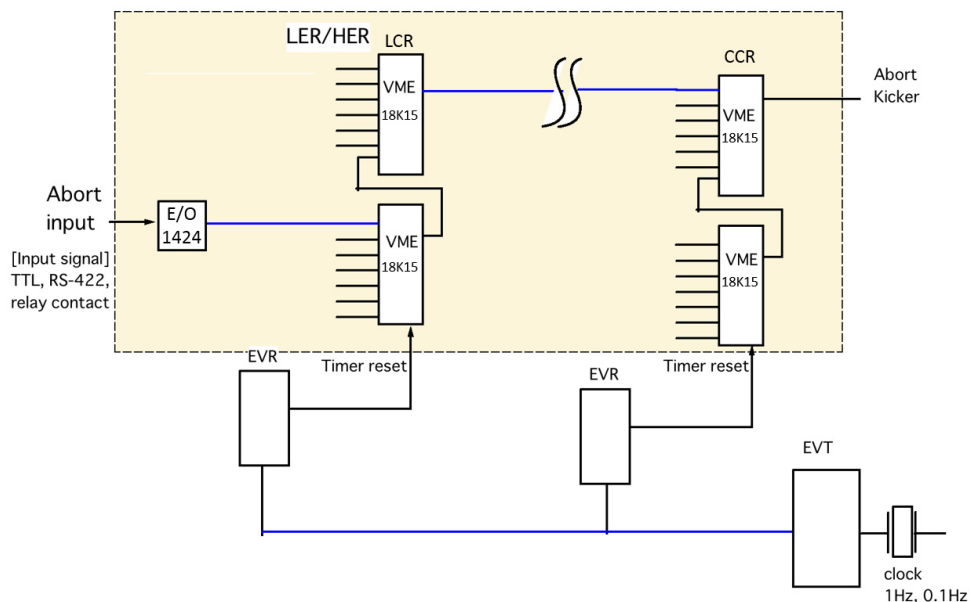 LER/HER
LCR
CCR
VME
18K15
VME
18K15
Abort
Kicker
Abort
input
E/O
1424
VME
18K15
VME
18K15
[Input signal]
TTL, RS-422,
relay contact
EVR
Timer reset
EVR
Timer reset
EVT
clock
1Hz, 0.1Hz